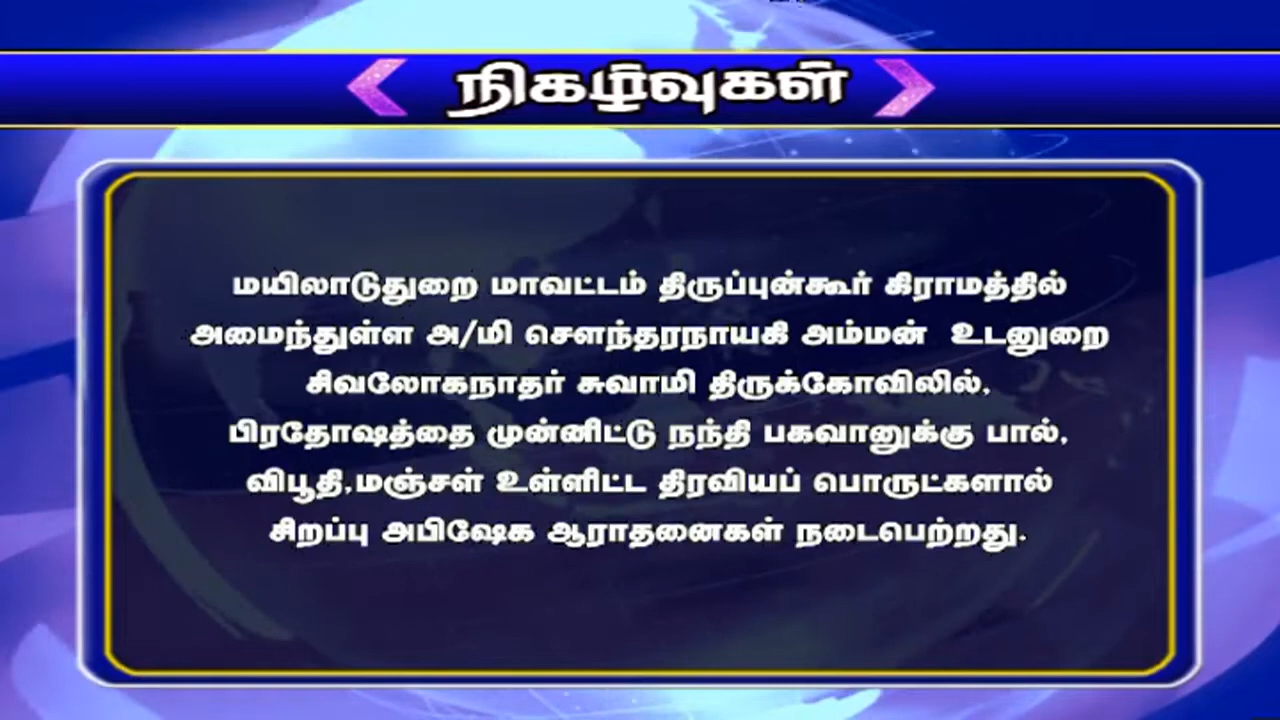 நிகழ்வுகள்
மயிலாடுதுறை மாவட்டம் திருப்புன்கூர் கிராமத்தில்
அமைந்துள்ள அ/மி சௌந்தரநாயகி அம்மன் உடனுறை
சிவலோகநாதர் சுவாமி திருக்கோவிலில்,
பிரதோஷத்தை முன்னிட்டு நந்தி பகவானுக்கு பால்,
விபூதி,மஞ்சள் உள்ளிட்ட திரவியப் பொருட்களால்
சிறப்பு அபிஷேக ஆராதனைகள் நடைபெற்றது.